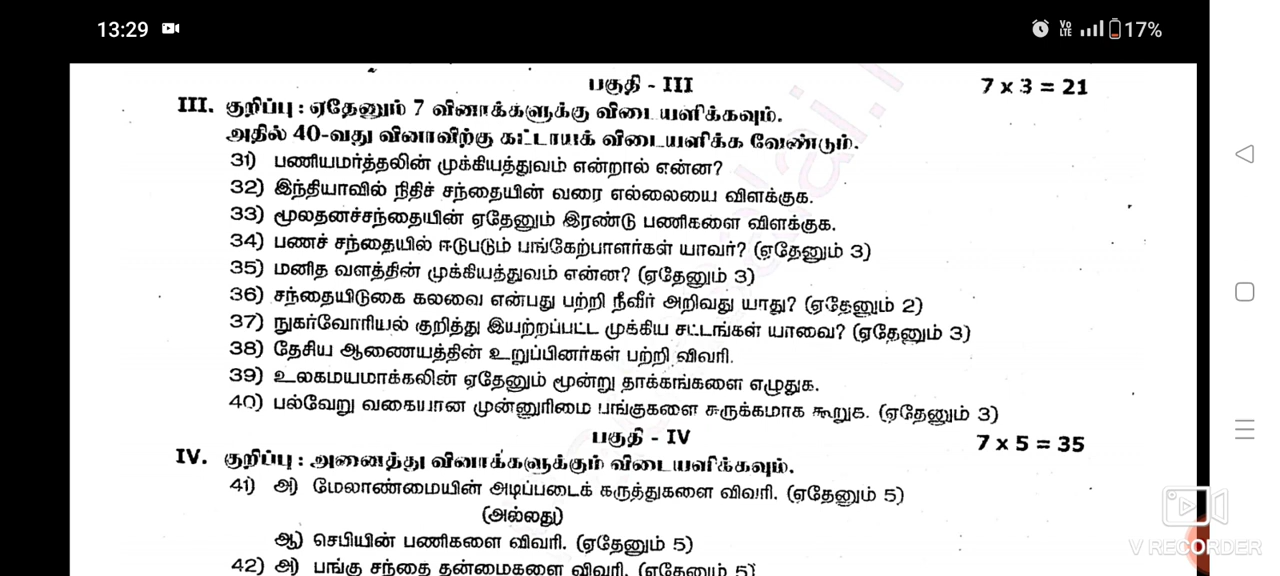 13:29
Vo LTE 17%
பகுதி - III 7 x 3 = 21
III. குறிப்பு : ஏதேனும் 7 வினாக்களுக்கு விடையளிக்கவும்.
அதில் 40-வது வினாவிற்கு கட்டாயக் விடையளிக்க வேண்டும்.
31) பணியமர்த்தலின் முக்கியத்துவம் என்றால் என்ன?
32) இந்தியாவில் நிதிச் சந்தையின் வரை எல்லையை விளக்குக.
33) மூலதனச்சந்தையின் ஏதேனும் இரண்டு பணிகளை விளக்குக.
34) பணச் சந்தையில் ஈடுபடும் பங்கேற்பாளர்கள் யாவர்? (ஏதேனும் 3)
35) மனித வளத்தின் முக்கியத்துவம் என்ன? (ஏதேனும் 3)
36) சந்தையிடுகை கலவை என்பது பற்றி நீவீர் அறிவது யாது? (ஏதேனும் 2)
37) நுகர்வோரியல் குறித்து இயற்றப்பட்ட முக்கிய சட்டங்கள் யாவை? (ஏதேனும் 3)
38) தேசிய ஆணையத்தின் உறுப்பினர்கள் பற்றி விவரி.
39) உலகமயமாக்கலின் ஏதேனும் மூன்று தாக்கங்களை எழுதுக.
40) பல்வேறு வகையான முன்னுரிமை பங்குகளை சுருக்கமாக கூறுக. (ஏதேனும் 3)
பகுதி - IV 7 x 5 = 35
IV. குறிப்பு : அனைத்து வினாக்களுக்கும் விடையளிக்கவும்.
41) அ) மேலாண்மையின் அடிப்படைக் கருத்துகளை விவரி. (ஏதேனும் 5)
(அல்லது)
ஆ) செபியின் பணிகளை விவரி. (ஏதேனும் 5)
42) அ) பங்கு சந்தை தன்மைகளை விவரி. (ஏதேனும் 5)
V RECORDER